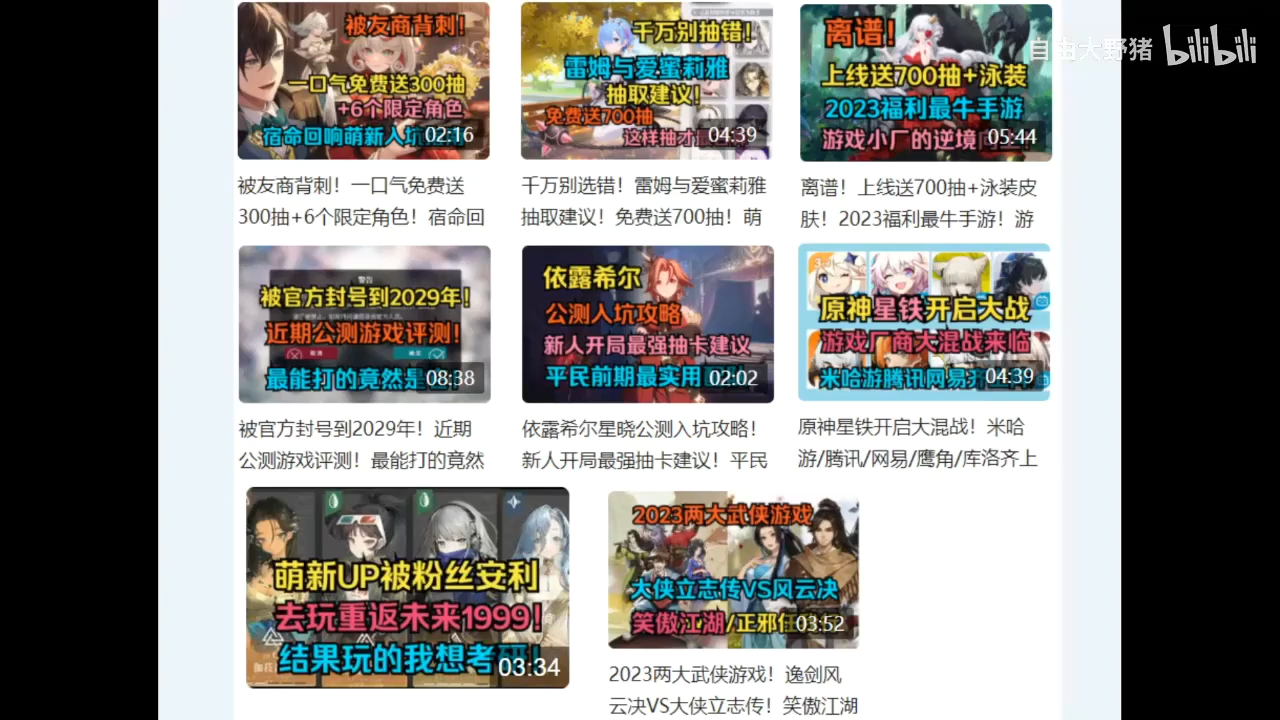 自由大野猪 bilibili
被友商背刺！
一口气免费送300抽
+6个限定角色
宿命回响萌新入坑
02:16
被友商背刺！一口气免费送
300抽+6个限定角色！宿命回
千万别抽错！
雷姆与爱蜜莉雅
抽取建议！
免费送700抽
这样抽才
04:39
千万别选错！雷姆与爱蜜莉雅
抽取建议！免费送700抽！萌
离谱！
上线送700抽+泳装
2023福利最牛手游
游戏小厂的逆境
05:44
离谱！上线送700抽+泳装皮
肤！2023福利最牛手游！游
警告
被官方封号到2029年！
近期公测游戏评测！
最能打的竟然是
08:38
被官方封号到2029年！近期
公测游戏评测！最能打的竟然
依露希尔
公测入坑攻略
新人开局最强抽卡建议
平民前期最实用
02:02
依露希尔星晓公测入坑攻略！
新人开局最强抽卡建议！平民
原神星铁开启大战
游戏厂商大混战来临
米哈游腾讯网易
04:39
原神星铁开启大混战！米哈
游/腾讯/网易/鹰角/库洛齐上
萌新UP被粉丝安利
去玩重返未来1999！
结果玩的我想考研！
03:34
2023两大武侠游戏
大侠立志传VS风云决
笑傲江湖/正邪任
03:52
2023两大武侠游戏！逸剑风
云决VS大侠立志传！笑傲江湖